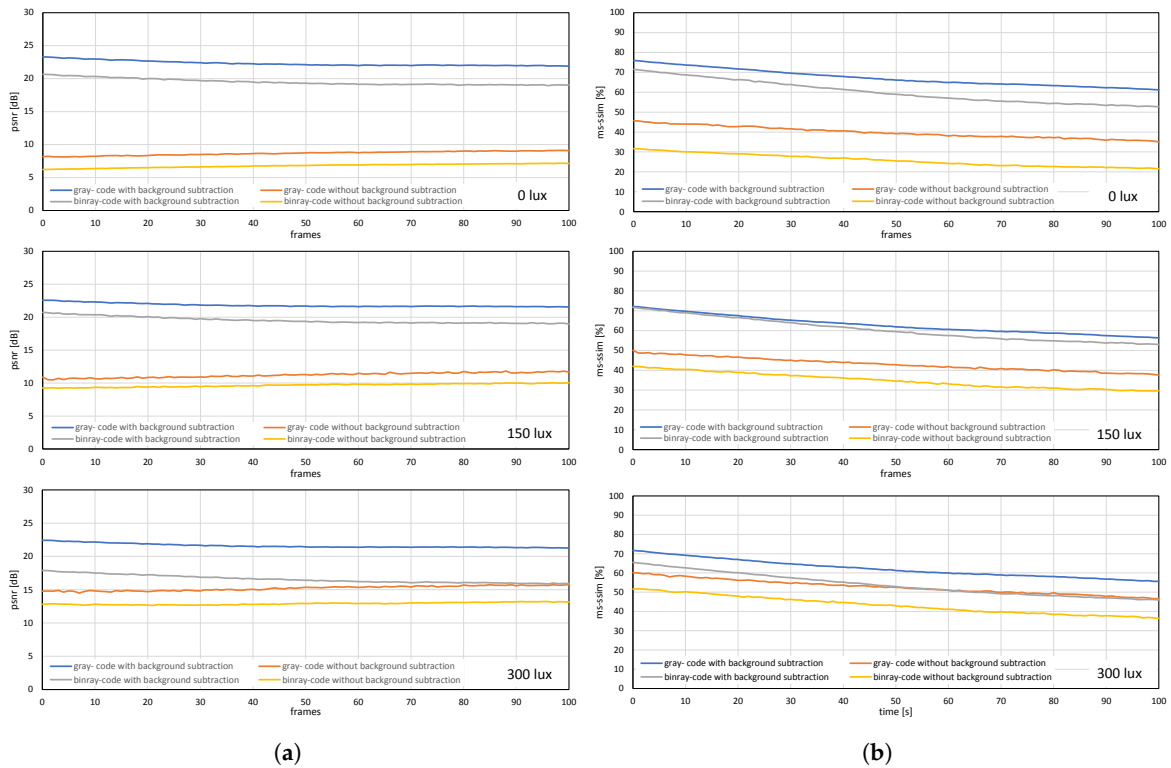 30
25
20
15
10
5
0
psnr [dB]
gray- code with background subtraction
gray- code without background subtraction
binray-code with background subtraction
binray-code without background subtraction
0 lux
0 10 20 30 40 50 60 70 80 90 100
frames
100
90
80
70
60
50
40
30
20
10
0
ms-ssim [%]
gray- code with background subtraction
gray- code without background subtraction
binray-code with background subtraction
binray-code without background subtraction
0 lux
0 10 20 30 40 50 60 70 80 90 100
frames
30
25
20
15
10
5
0
psnr [dB]
gray- code with background subtraction
gray- code without background subtraction
binray-code with background subtraction
binray-code without background subtraction
150 lux
0 10 20 30 40 50 60 70 80 90 100
frames
100
90
80
70
60
50
40
30
20
10
0
ms-ssim [%]
gray- code with background subtraction
gray- code without background subtraction
binray-code with background subtraction
binray-code without background subtraction
150 lux
0 10 20 30 40 50 60 70 80 90 100
frames
30
25
20
15
10
5
0
psnr [dB]
gray- code with background subtraction
gray- code without background subtraction
binray-code with background subtraction
binray-code without background subtraction
300 lux
0 10 20 30 40 50 60 70 80 90 100
frames
100
90
80
70
60
50
40
30
20
10
0
ms-ssim [%]
gray- code with background subtraction
gray- code without background subtraction
binray-code with background subtraction
binray-code without background subtraction
300 lux
0 10 20 30 40 50 60 70 80 90 100
time [s]
(a)
(b)